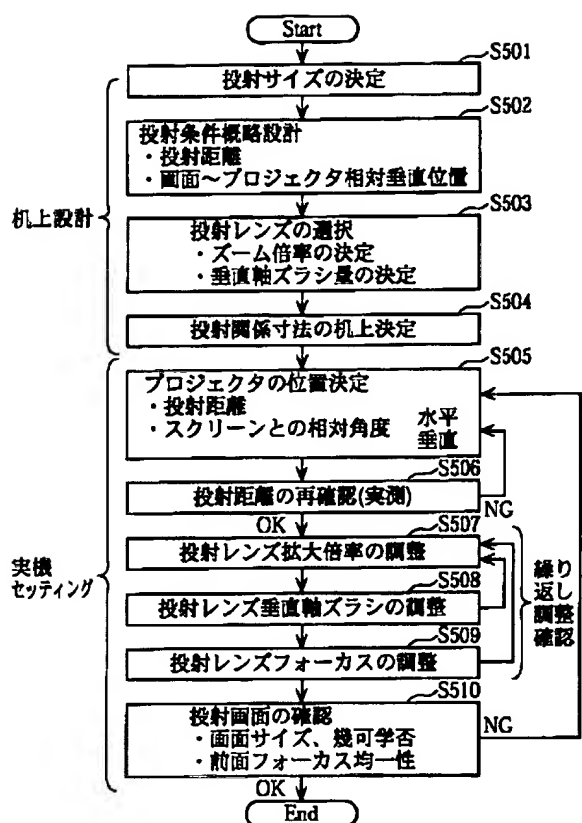 Start
S501
投射サイズの決定
S502
投射条件概略設計
・投射距離
・画面～プロジェクタ相対垂直位置
S503
投射レンズの選択
・ズーム倍率の決定
・垂直軸ズラシ量の決定
机上設計
S504
投射関係寸法の机上決定
S505
プロジェクタの位置決定
・投射距離
・スクリーンとの相対角度 水平
垂直
S506
投射距離の再確認(実測)
NG
OK
S507
投射レンズ拡大倍率の調整
S508
投射レンズ垂直軸ズラシの調整
S509
投射レンズフォーカスの調整
繰り
返し
調整
確認
実機
セッティング
S510
投射画面の確認
・画面サイズ、幾可学否
・前面フォーカス均一性
NG
OK
End